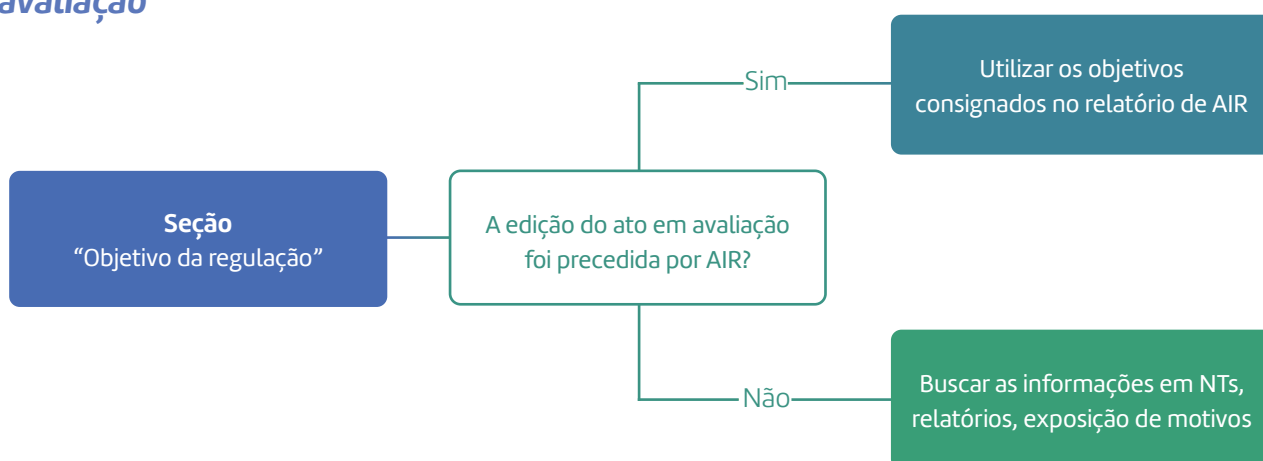 avaliação
Sim
Utilizar os objetivos
consignados no relatório de AIR
Seção
“Objetivo da regulação”
A edição do ato em avaliação
foi precedida por AIR?
Não
Buscar as informações em NTs,
relatórios, exposição de motivos